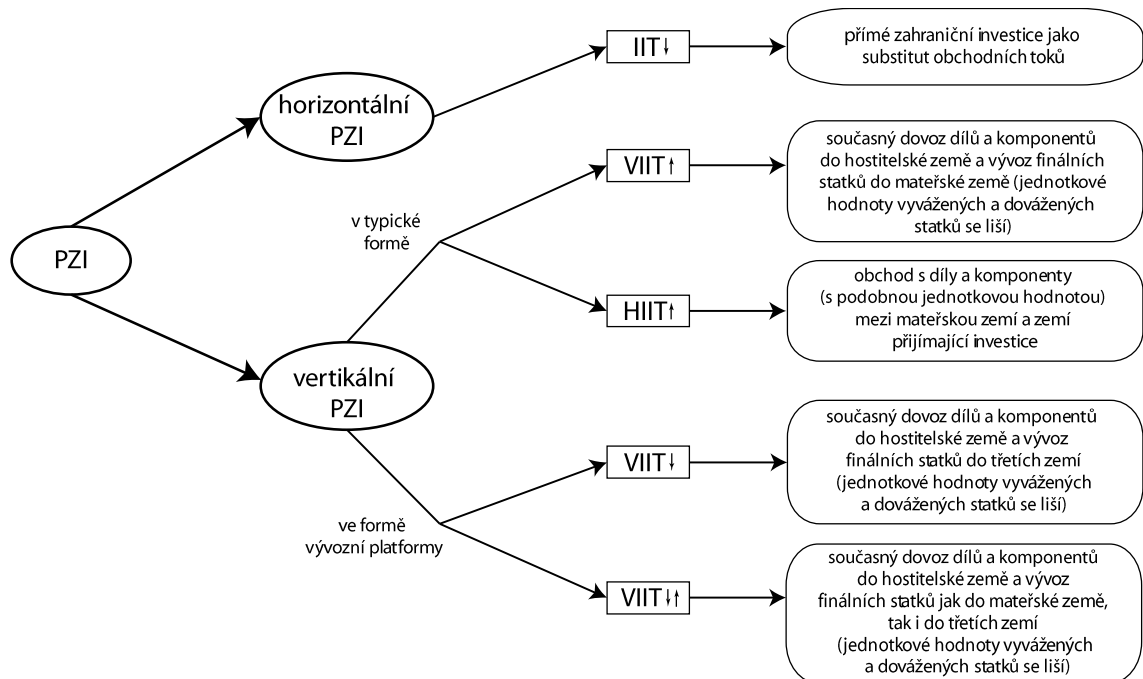 PZI
horizontální
PZI
IIT↓
přímé zahraniční investice jako
substitut obchodních toků
vertikální
PZI
v typické
formě
VIIT↑
současný dovoz dílů a komponentů
do hostitelské země a vývoz finálních
statků do mateřské země (jednotkové
hodnoty vyvážených a dovážených
statků se liší)
HIIT↑
obchod s díly a komponenty
(s podobnou jednotkovou hodnotou)
mezi mateřskou zemí a zemí
přijímající investice
ve formě
vývozní platformy
VIIT↓
současný dovoz dílů a komponentů
do hostitelské země a vývoz
finálních statků do třetích zemí
(jednotkové hodnoty vyvážených
a dovážených statků se liší)
VIIT↓↑
současný dovoz dílů a komponentů
do hostitelské země a vývoz
finálních statků jak do mateřské země,
tak i do třetích zemí
(jednotkové hodnoty vyvážených
a dovážených statků se liší)